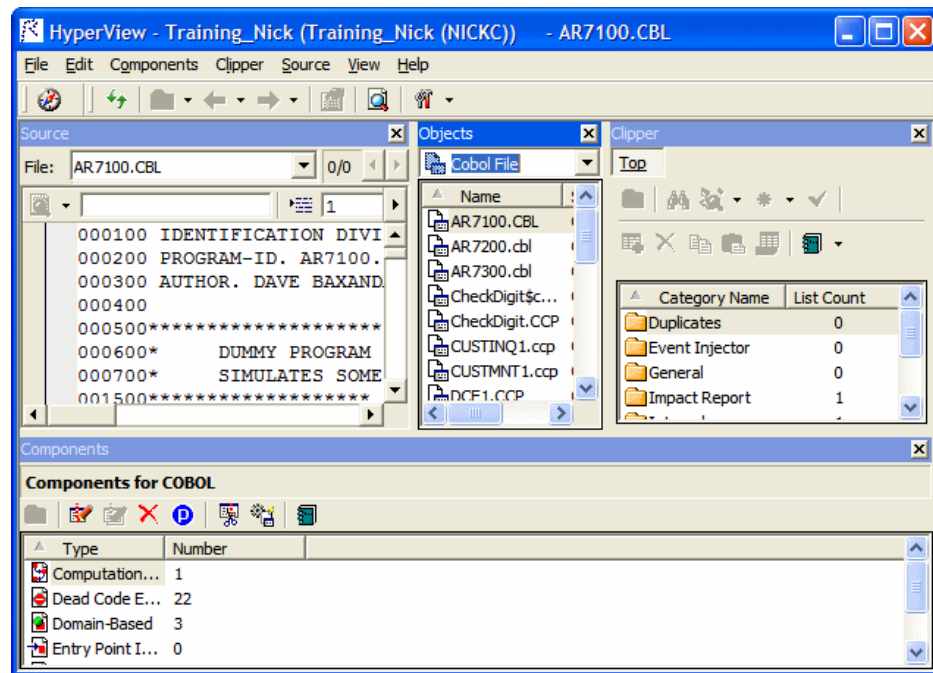 HyperView - Training_Nick (Training_Nick (NICKC)) - AR7100.CBL
File Edit Components Clipper Source View Help
Source
File: AR7100.CBL 0/0
1
000100 IDENTIFICATION DIVI
000200 PROGRAM-ID. AR7100.
000300 AUTHOR. DAVE BAXAND
000400
000500********************
000600* DUMMY PROGRAM
000700* SIMULATES SOME
001500*******************
Objects
Cobol File
Name
AR7100.CBL
AR7200.cbl
AR7300.cbl
CheckDigit$c...
CheckDigit.CCP
CUSTINQ1.ccp
CUSTMNT1.ccp
DCE1.CCP
Clipper
Top
Category Name List Count
Duplicates 0
Event Injector 0
General 0
Impact Report 1
Components
Components for COBOL
Type Number
Computation... 1
Dead Code E... 22
Domain-Based 3
Entry Point I... 0